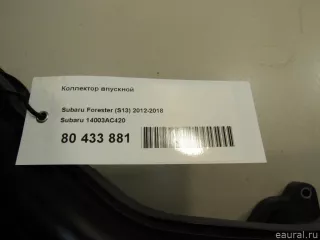 Коллектор впускной
Subaru Forester (S13) 2012-2018
Subaru 14003AC420
80 433 881
eaural.ru